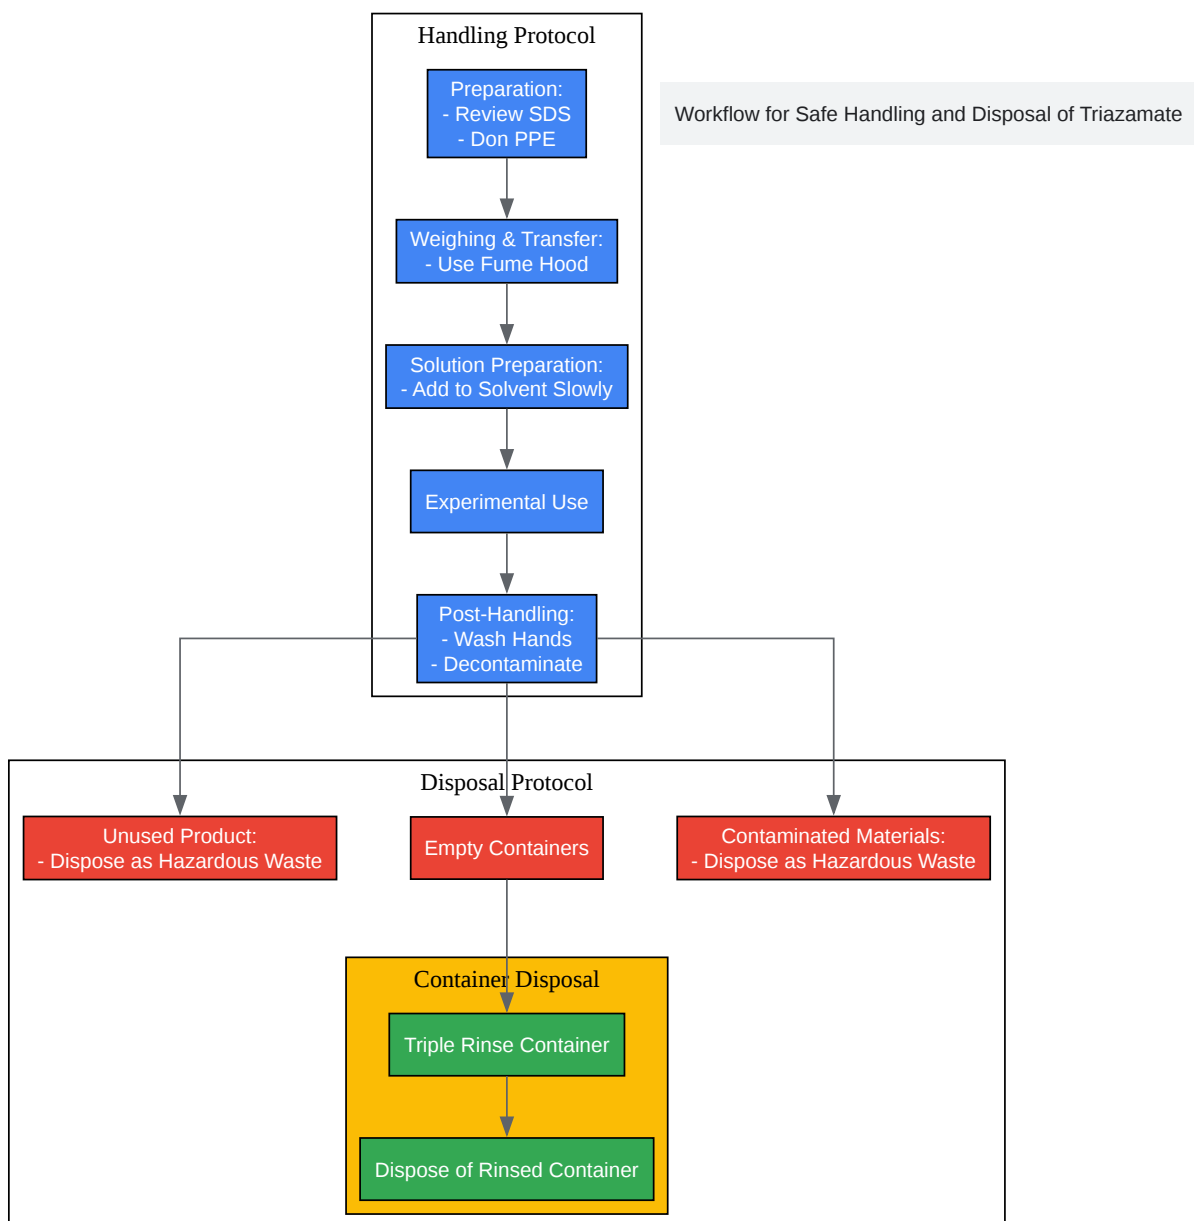 Handling Protocol
Preparation:
- Review SDS
- Don PPE
Workflow for Safe Handling and Disposal of Triazamate
Weighing & Transfer:
- Use Fume Hood
Solution Preparation:
- Add to Solvent Slowly
Experimental Use
Post-Handling:
- Wash Hands
- Decontaminate
Disposal Protocol
Unused Product:
- Dispose as Hazardous Waste
Empty Containers
Contaminated Materials:
- Dispose as Hazardous Waste
Container Disposal
Triple Rinse Container
Dispose of Rinsed Container